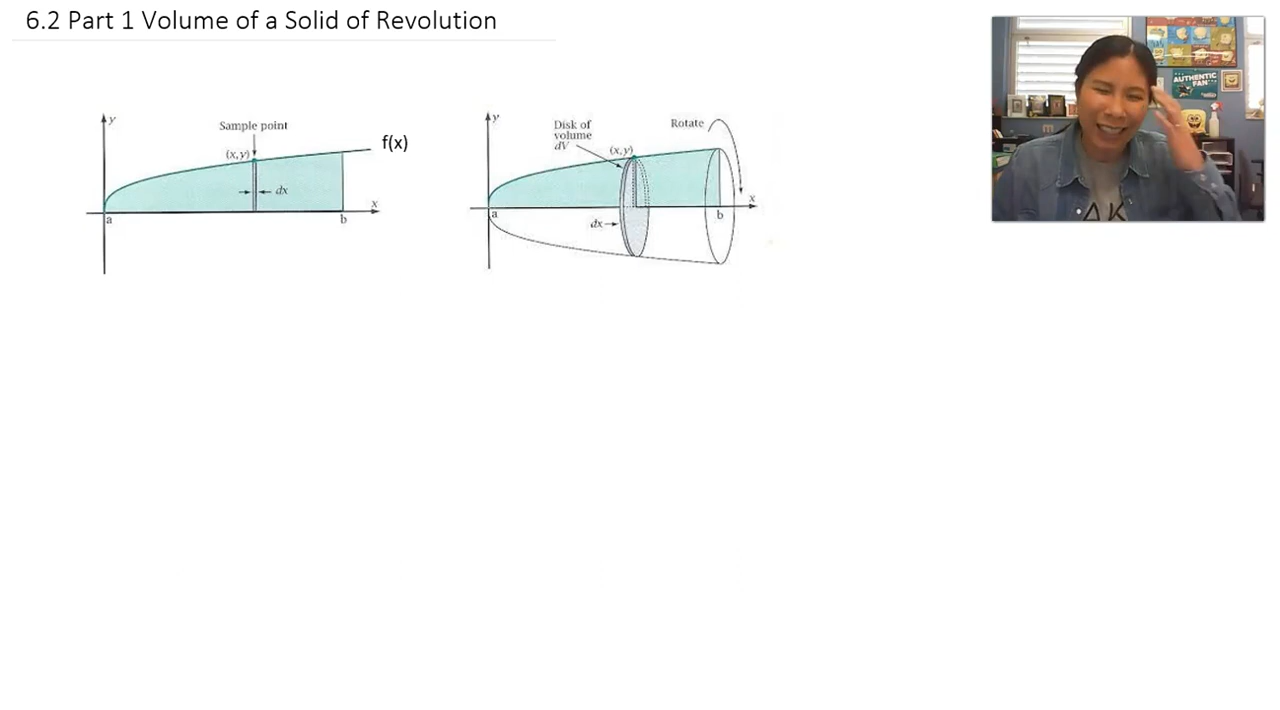 6.2 Part 1 Volume of a Solid of Revolution
y
Sample point
(x, y)
f(x)
dx
x
a
b
y
Disk of
volume
dV
(x, y)
Rotate
x
a
b
dx
AUTHENTIC
FAN
AK
m